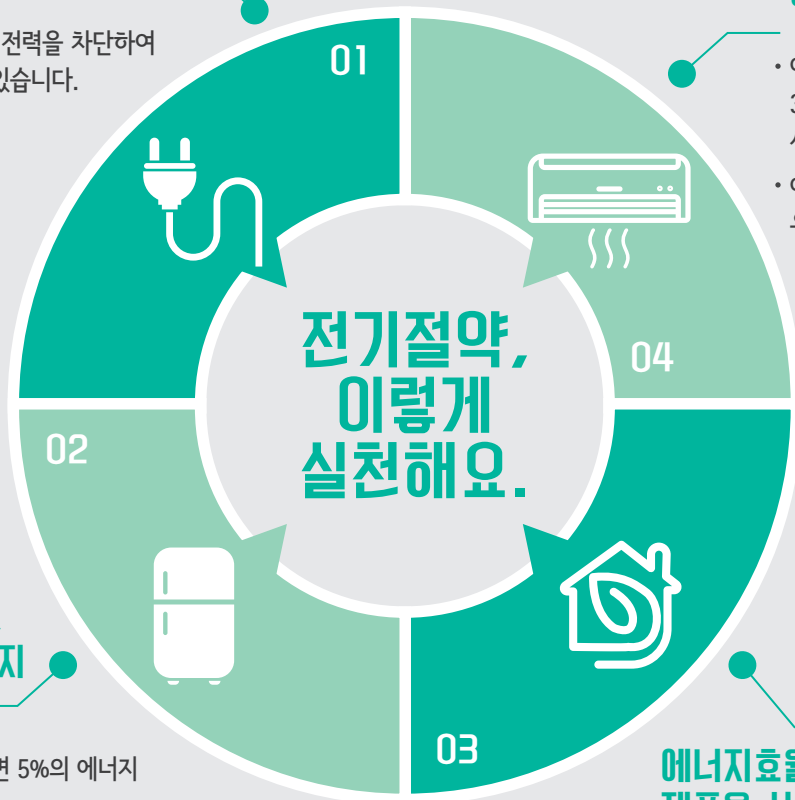 전력을 차단하여
있습니다.
01
전기절약,
이렇게
실천해요.
04
02
지
03
면 5%의 에너지
에너지효율